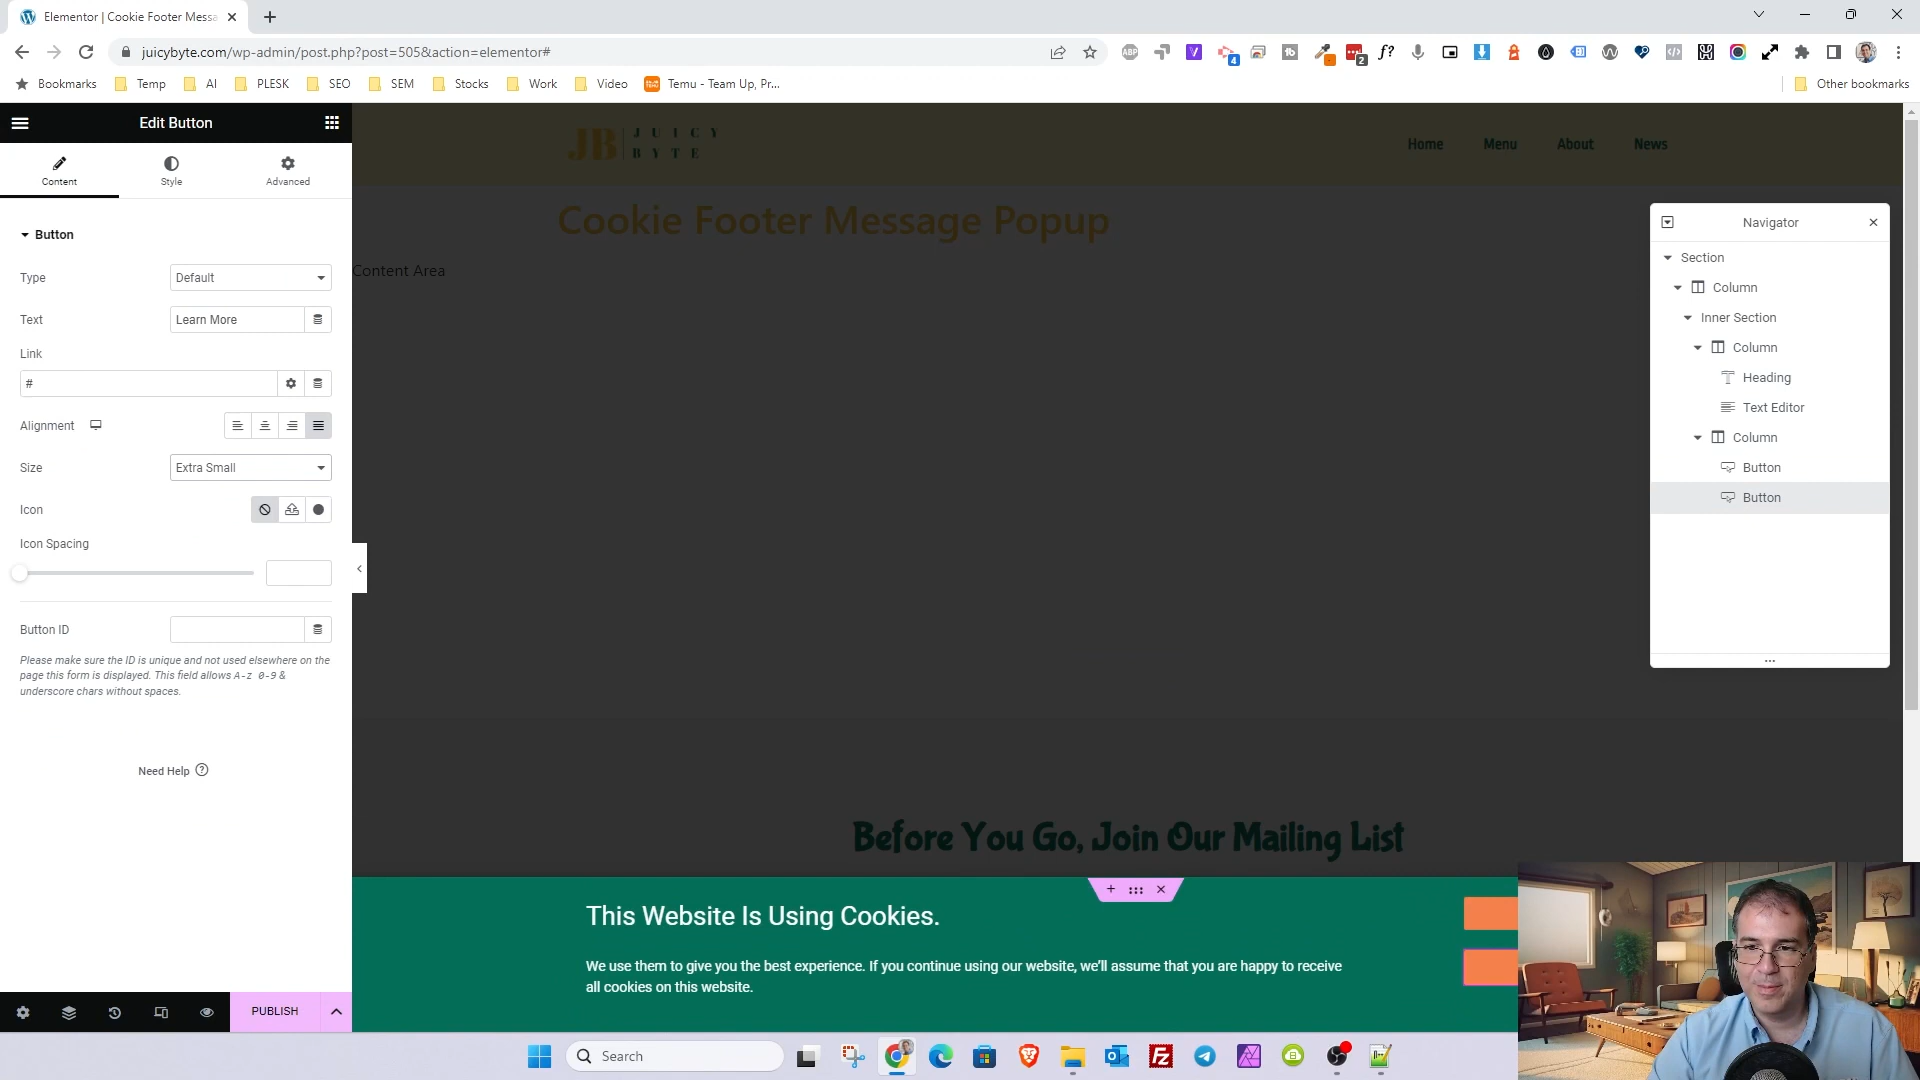 Elementor | Cookie Footer Messa
juicybyte.com/wp-admin/post.php?post=505&action=elementor#
4
2
f?
Bookmarks
Temp
AI
PLESK
SEO
SEM
Stocks
Work
Video
Temu - Team Up, Pr...
Other bookmarks
Edit Button
Content
Style
Advanced
Button
Type
Default
Text
Learn More
Link
#
Alignment
Size
Extra Small
Icon
Icon Spacing
Button ID
Please make sure the ID is unique and not used elsewhere on the
page this form is displayed. This field allows A-z 0-9 &
underscore chars without spaces.
Need Help
PUBLISH
JB JUICY
BYTE
Home
Menu
About
News
Cookie Footer Message Popup
Content Area
Before You Go, Join Our Mailing List
This Website Is Using Cookies.
We use them to give you the best experience. If you continue using our website, we'll assume that you are happy to receive
all cookies on this website.
Navigator
Section
Column
Inner Section
Column
Heading
Text Editor
Column
Button
Button
Search